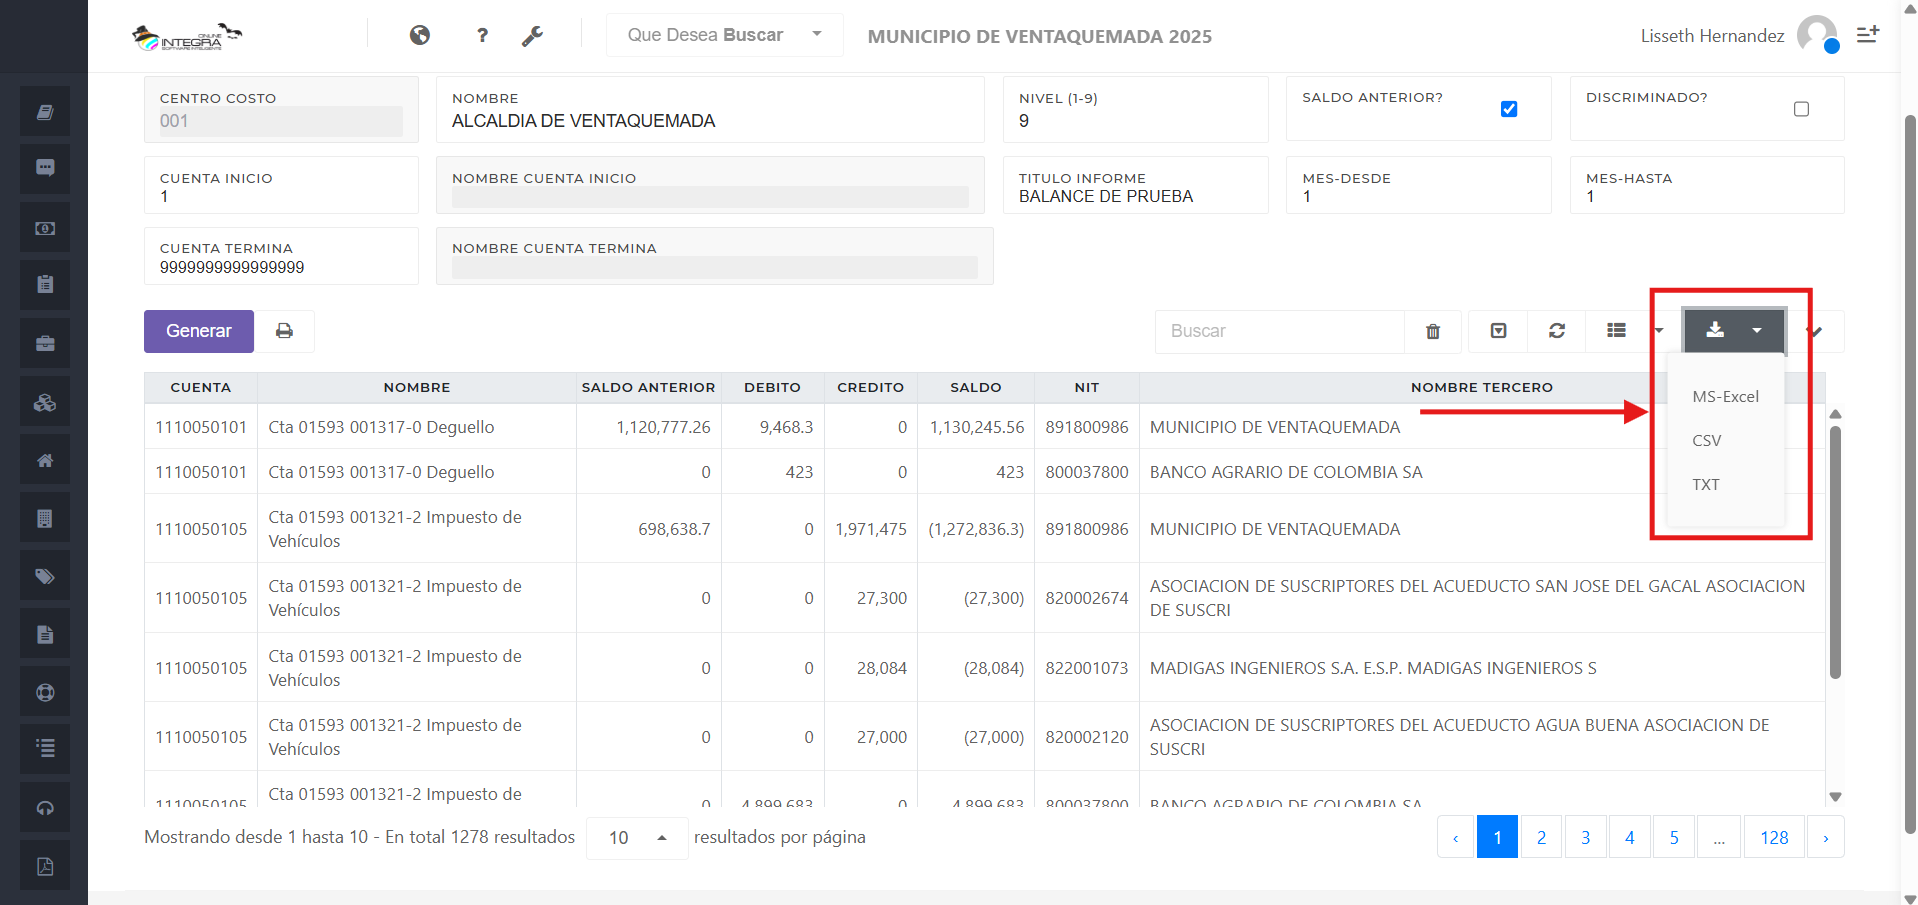 ONLINE
INTEGRA
SOFTWARE INTELIGENTE
?
Que Desea Buscar
MUNICIPIO DE VENTAQUEMADA 2025
Lisseth Hernandez
CENTRO COSTO
001
NOMBRE
ALCALDIA DE VENTAQUEMADA
NIVEL (1-9)
9
SALDO ANTERIOR?
DISCRIMINADO?
CUENTA INICIO
1
NOMBRE CUENTA INICIO
TITULO INFORME
BALANCE DE PRUEBA
MES-DESDE
1
MES-HASTA
1
CUENTA TERMINA
9999999999999999
NOMBRE CUENTA TERMINA
Generar
Buscar
MS-Excel
CSV
TXT
CUENTA NOMBRE SALDO ANTERIOR DEBITO CREDITO SALDO NIT NOMBRE TERCERO
1110050101 Cta 01593 001317-0 Deguello 1,120,777.26 9,468.3 0 1,130,245.56 891800986 MUNICIPIO DE VENTAQUEMADA
1110050101 Cta 01593 001317-0 Deguello 0 423 0 423 800037800 BANCO AGRARIO DE COLOMBIA SA
1110050105 Cta 01593 001321-2 Impuesto de
Vehículos 698,638.7 0 1,971,475 (1,272,836.3) 891800986 MUNICIPIO DE VENTAQUEMADA
1110050105 Cta 01593 001321-2 Impuesto de
Vehículos 0 0 27,300 (27,300) 820002674 ASOCIACION DE SUSCRIPTORES DEL ACUEDUCTO SAN JOSE DEL GACAL ASOCIACION
DE SUSCRI
1110050105 Cta 01593 001321-2 Impuesto de
Vehículos 0 0 28,084 (28,084) 822001073 MADIGAS INGENIEROS S.A. E.S.P. MADIGAS INGENIEROS S
1110050105 Cta 01593 001321-2 Impuesto de
Vehículos 0 0 27,000 (27,000) 820002120 ASOCIACION DE SUSCRIPTORES DEL ACUEDUCTO AGUA BUENA ASOCIACION DE
SUSCRI
1110050105 Cta 01593 001321-2 Impuesto de 0 4,899,683 0 4,899,683 800037800 BANCO AGRARIO DE COLOMBIA SA
Mostrando desde 1 hasta 10 - En total 1278 resultados 10 resultados por página
‹ 1 2 3 4 5 ... 128 ›